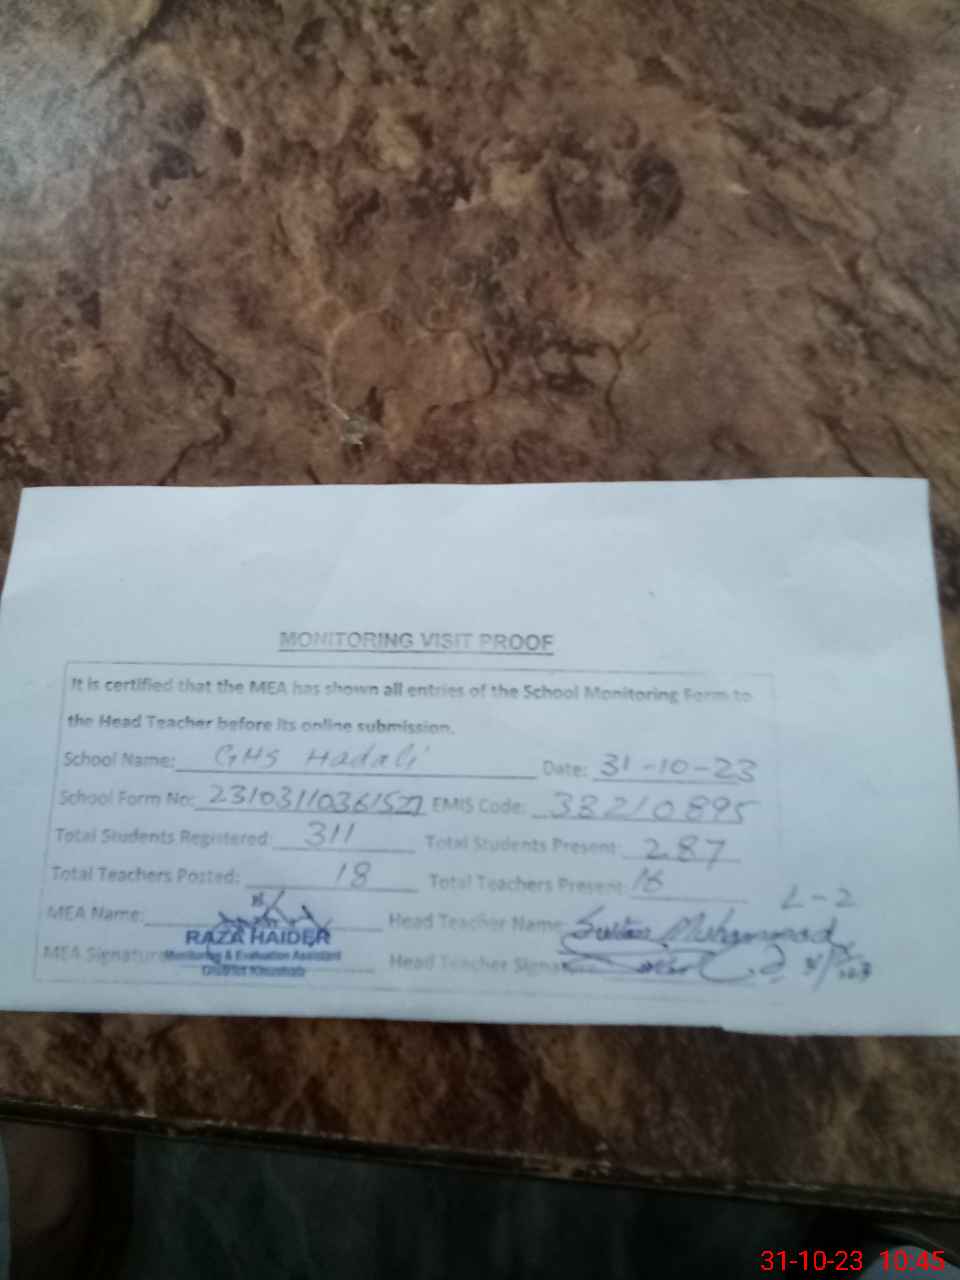 MONITORING VISIT PROOF
It is certified that the MEA has shown all entries of the School Monitoring Form to
the Head Teacher before its online submission.
School Name: GHS Hadali Date: 31-10-23
School Form No: 23103110361527 EMIS Code: 38210895
Total Students Registered: 311 Total Students Present: 287
Total Teachers Posted: 18 Total Teachers Present: 16
L-2
MEA Name: Head Teacher Name: Sultan Muhammad
RAZA HAIDER
MEA Signature Monitoring & Evaluation Assistant Head Teacher Signature
District Khushab
31-10-23 10:45